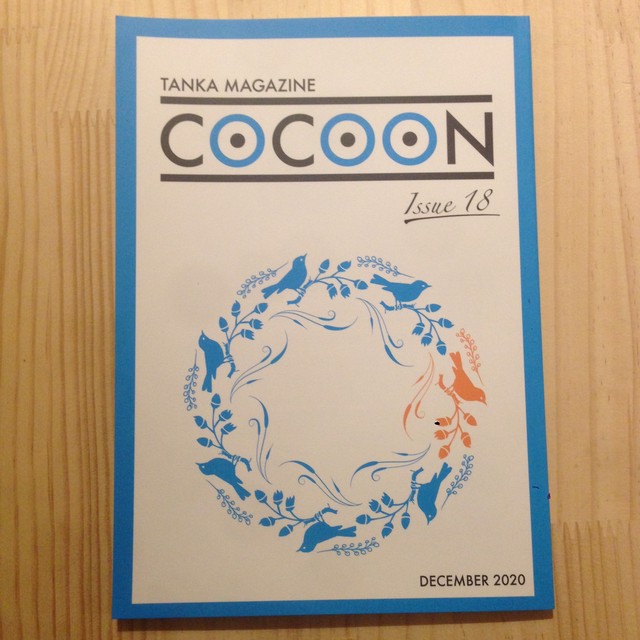 TANKA MAGAZINE
COCOON
Issue 18
DECEMBER 2020